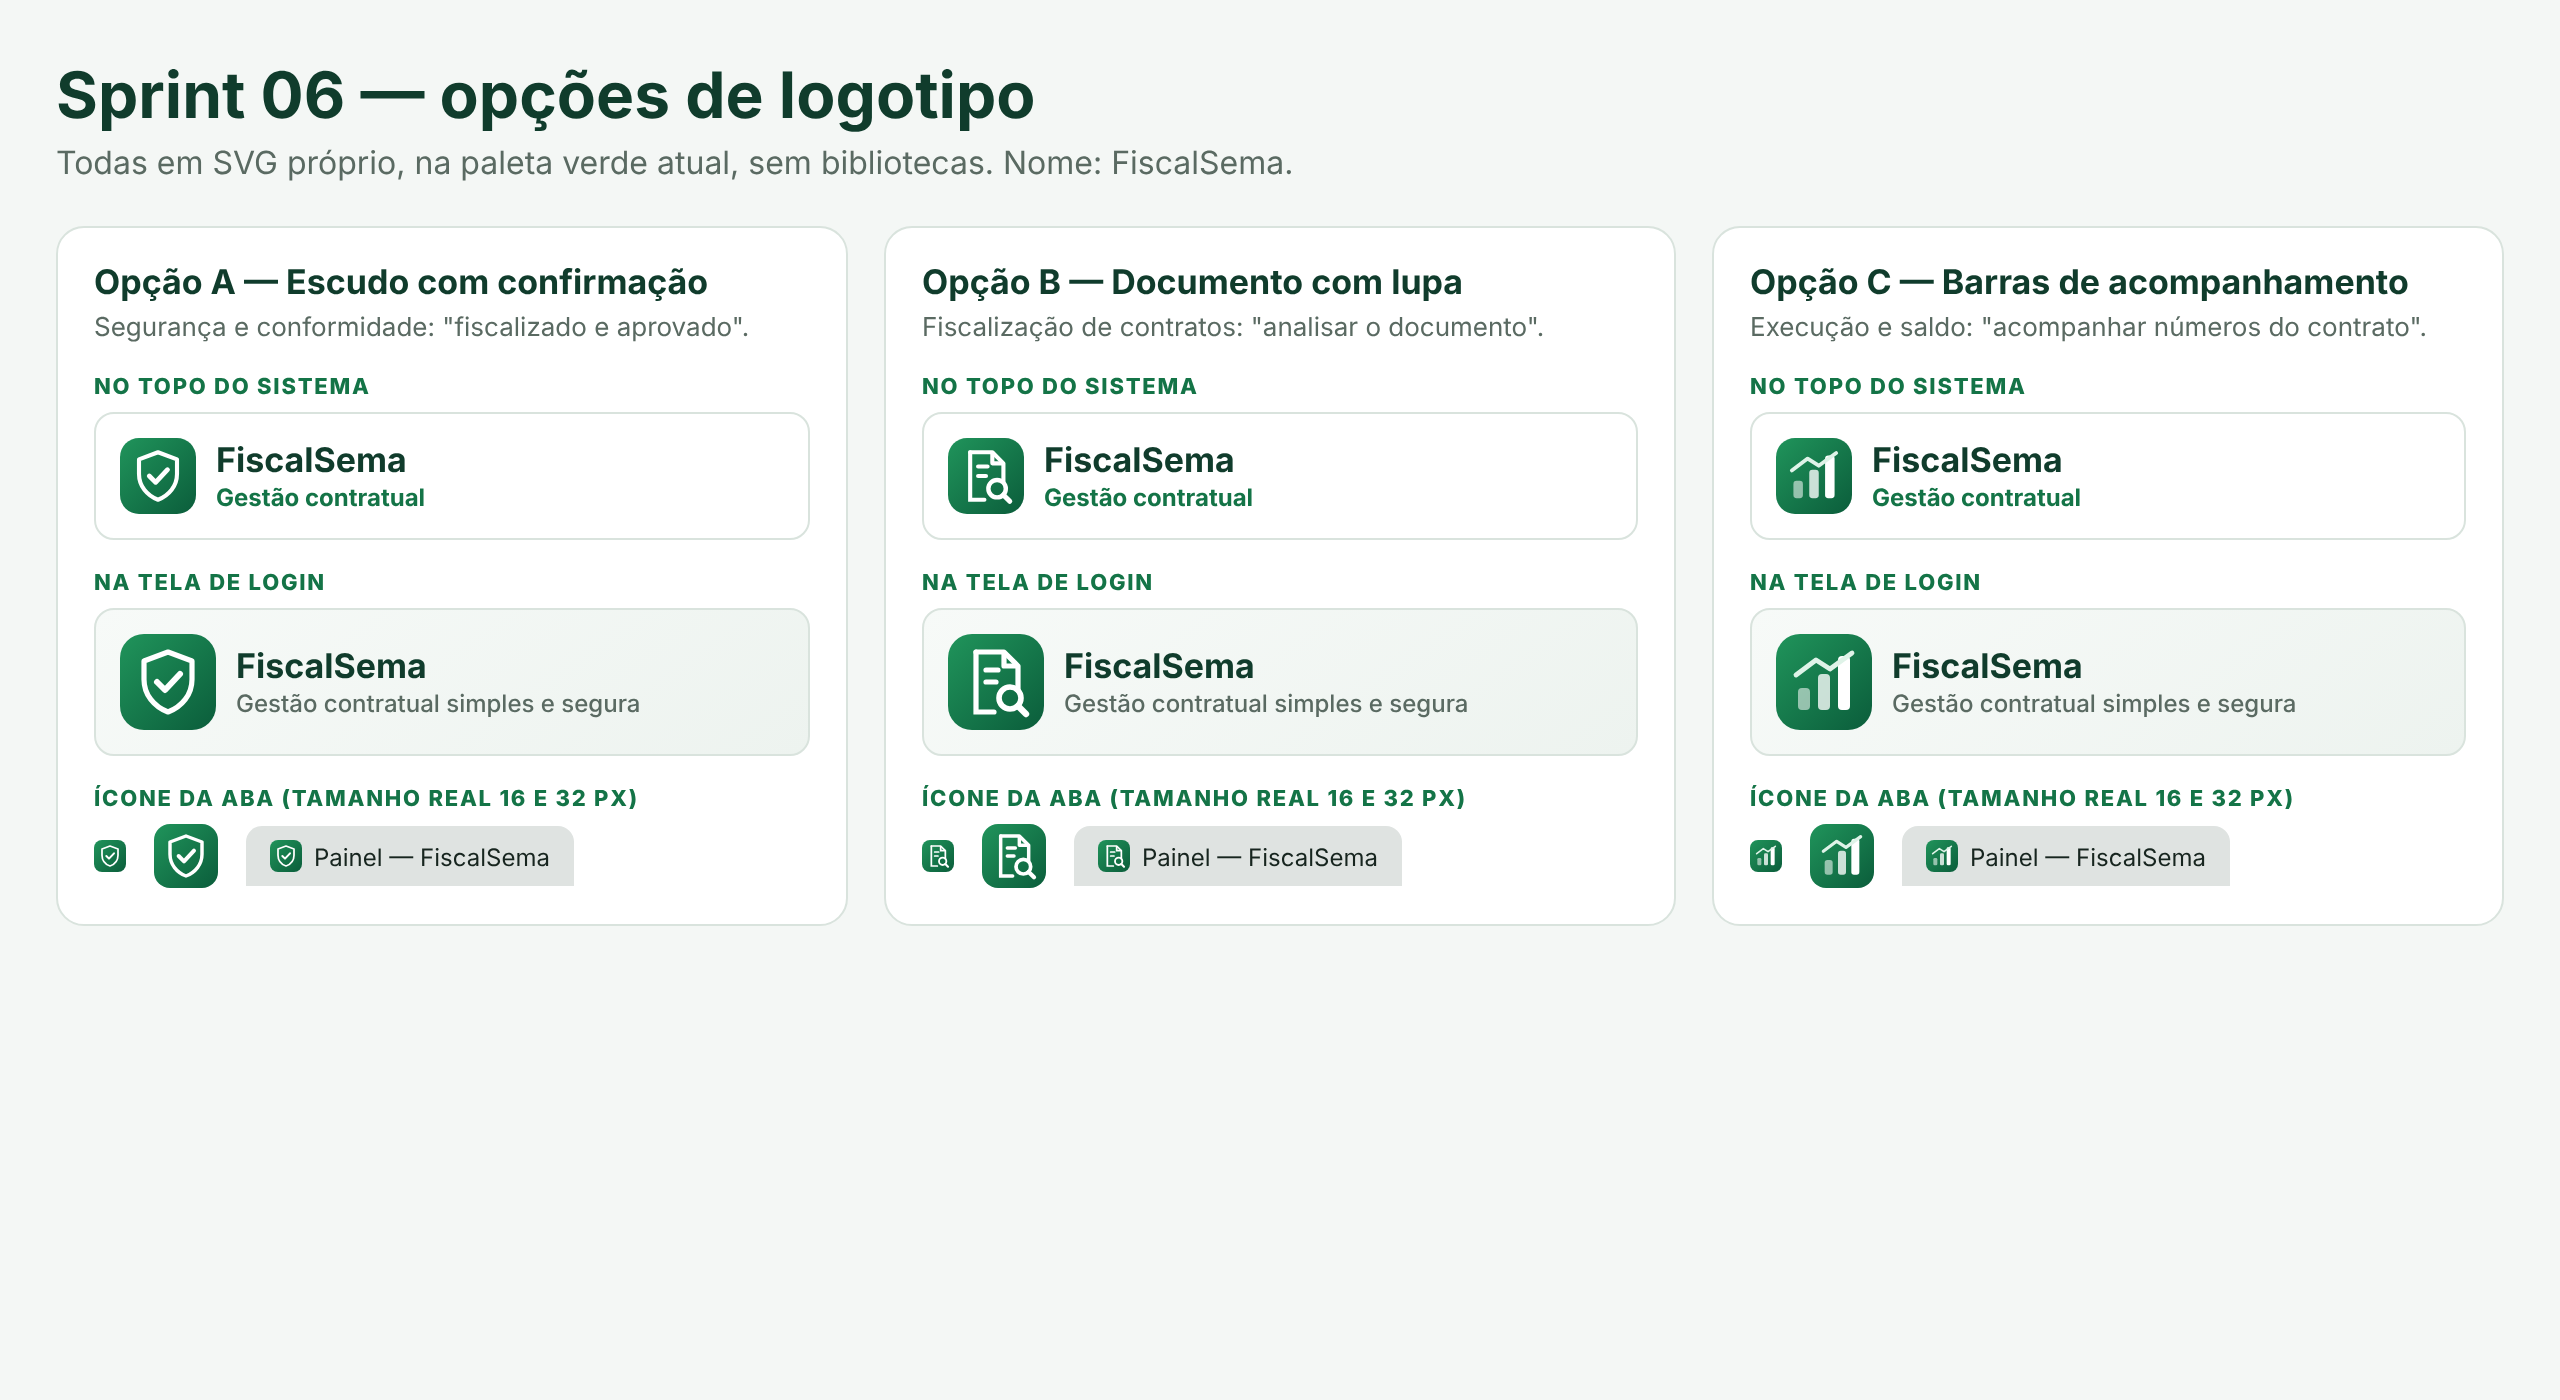 Sprint 06 — opções de logotipo
Todas em SVG próprio, na paleta verde atual, sem bibliotecas. Nome: FiscalSema.
Opção A — Escudo com confirmação
Segurança e conformidade: "fiscalizado e aprovado".
NO TOPO DO SISTEMA
FiscalSema
Gestão contratual
NA TELA DE LOGIN
FiscalSema
Gestão contratual simples e segura
ÍCONE DA ABA (TAMANHO REAL 16 E 32 PX)
Painel — FiscalSema
Opção B — Documento com lupa
Fiscalização de contratos: "analisar o documento".
NO TOPO DO SISTEMA
FiscalSema
Gestão contratual
NA TELA DE LOGIN
FiscalSema
Gestão contratual simples e segura
ÍCONE DA ABA (TAMANHO REAL 16 E 32 PX)
Painel — FiscalSema
Opção C — Barras de acompanhamento
Execução e saldo: "acompanhar números do contrato".
NO TOPO DO SISTEMA
FiscalSema
Gestão contratual
NA TELA DE LOGIN
FiscalSema
Gestão contratual simples e segura
ÍCONE DA ABA (TAMANHO REAL 16 E 32 PX)
Painel — FiscalSema